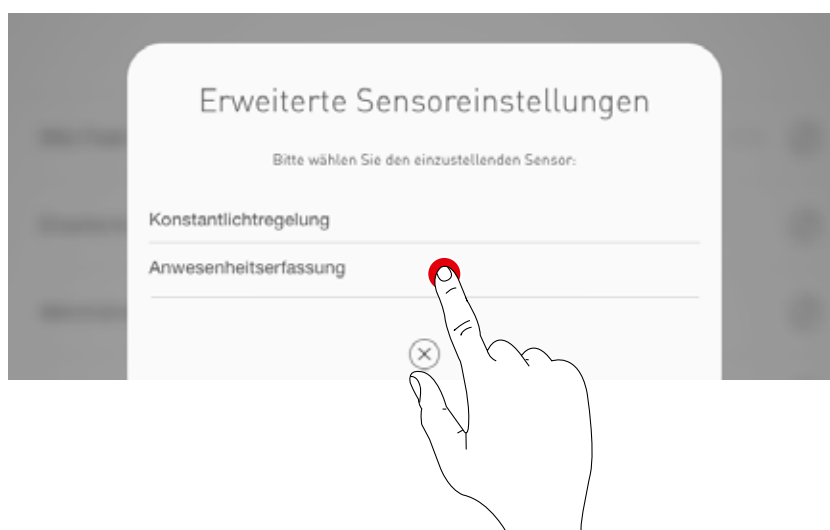 Erweiterte Sensoreinstellungen
Bitte wählen Sie den einzustellenden Sensor:
Konstantlichtregelung
Anwesenheitserfassung